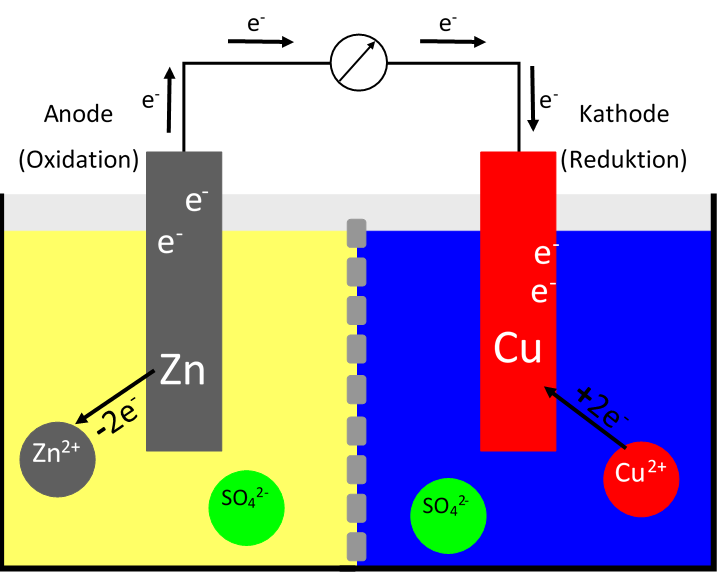 e⁻
e⁻
e⁻
e⁻
Anode
(Oxidation)
Kathode
(Reduktion)
e⁻
e⁻
e⁻
e⁻
Zn
Cu
-2e⁻
+2e⁻
Zn²⁺
Cu²⁺
SO₄²⁻
SO₄²⁻